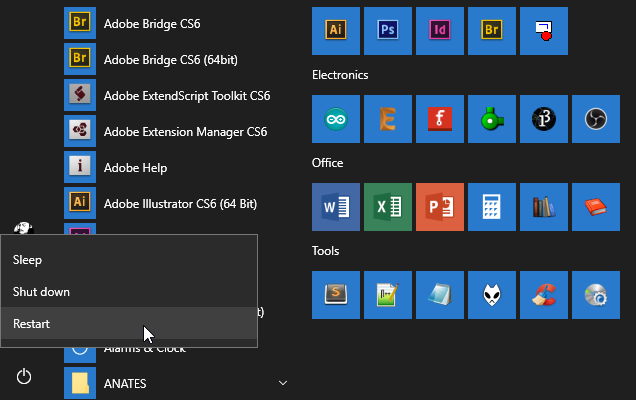 Adobe Bridge CS6
Adobe Bridge CS6 (64bit)
Adobe ExtendScript Toolkit CS6
Adobe Extension Manager CS6
Adobe Help
Adobe Illustrator CS6 (64 Bit)
Alarms & Clock
ANATES
Sleep
Shut down
Restart
Br
Br
Ai
Ai
Ps
Id
Br
Electronics
E
f
i3
Office
W
X
P
Tools
S